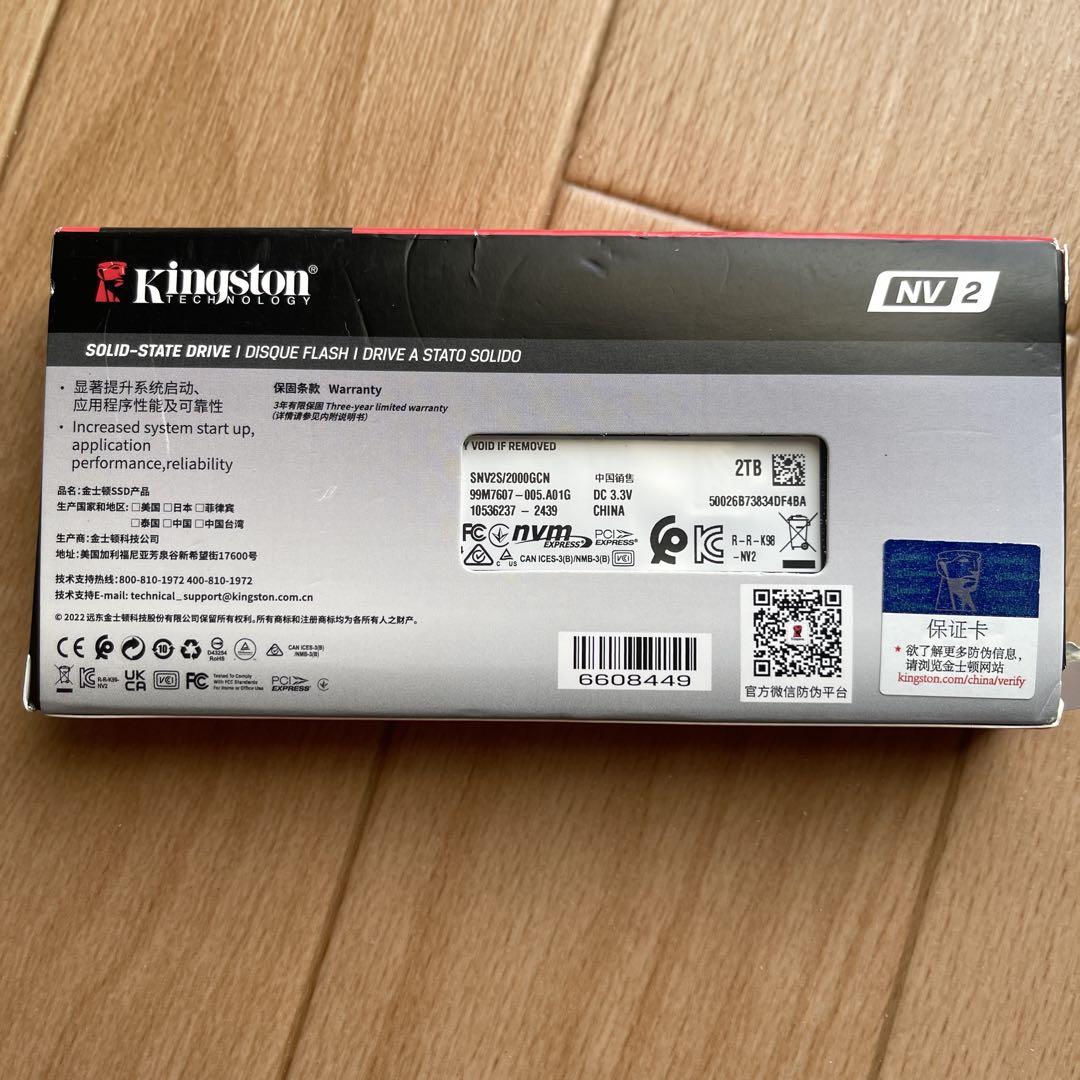 Kingston®
TECHNOLOGY
NV 2
SOLID-STATE DRIVE | DISQUE FLASH | DRIVE A STATO SOLIDO
· 显著提升系统启动、
应用程序性能及可靠性
· Increased system start up,
application
performance,reliability
保固条款 Warranty
3年有限保固 Three-year limited warranty
(详情请参见内附说明书)
品名:金士顿SSD产品
生产国家和地区: □美国 □日本 □菲律宾
□泰国 □中国 □中国台湾
生产商:金士顿科技公司
地址:美国加利福尼亚芳泉谷新希望街17600号
技术支持热线:800-810-1972 400-810-1972
技术支持E-mail: technical_support@kingston.com.cn
© 2022 远东金士顿科技股份有限公司保留所有权利。所有商标和注册商标均为各所有人之财产。
CE
10
D43254
RoHS
CAN ICES-3(B)
/NMB-3(B)
R-R-K98-
NV2
UK
CA
VCI
FC
Tested To Comply
With FCC Standards
For Home or Office Use
PCI
EXPRESS®
Y VOID IF REMOVED
SNV2S/2000GCN
中国销售
2TB
99M7607-005.A01G
DC 3.3V
50026B73834DF4BA
10536237 - 2439
CHINA
FC
nvm
EXPRESS
PCI
EXPRESS®
R-R-K98
-NV2
C US
CAN ICES-3(B)/NMB-3(B)
VCI
6608449
官方微信防伪平台
保证卡
* 欲了解更多防伪信息,
请浏览金士顿网站
kingston.com/china/verify